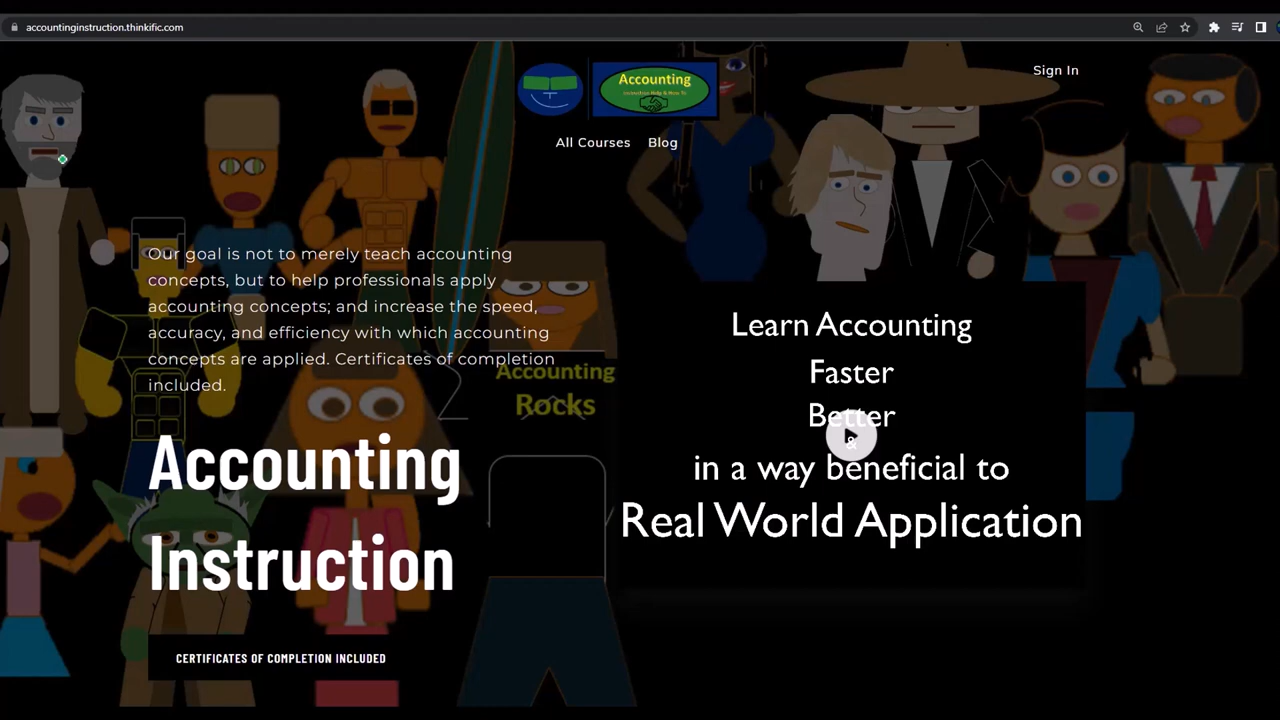 accountinginstruction.thinkific.com
Sign In
Accounting
All Courses Blog
Our goal is not to merely teach accounting
concepts, but to help professionals apply
accounting concepts; and increase the speed,
accuracy, and efficiency with which accounting
concepts are applied. Certificates of completion
included.
Accounting
Rocks
Accounting
Instruction
CERTIFICATES OF COMPLETION INCLUDED
Learn Accounting
Faster
Better
&
in a way beneficial to
Real World Application